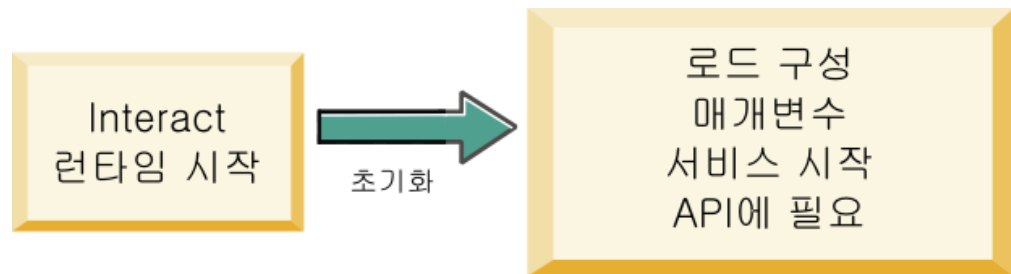 Interact
런타임 시작
초기화
로드 구성
매개변수
서비스 시작
API에 필요